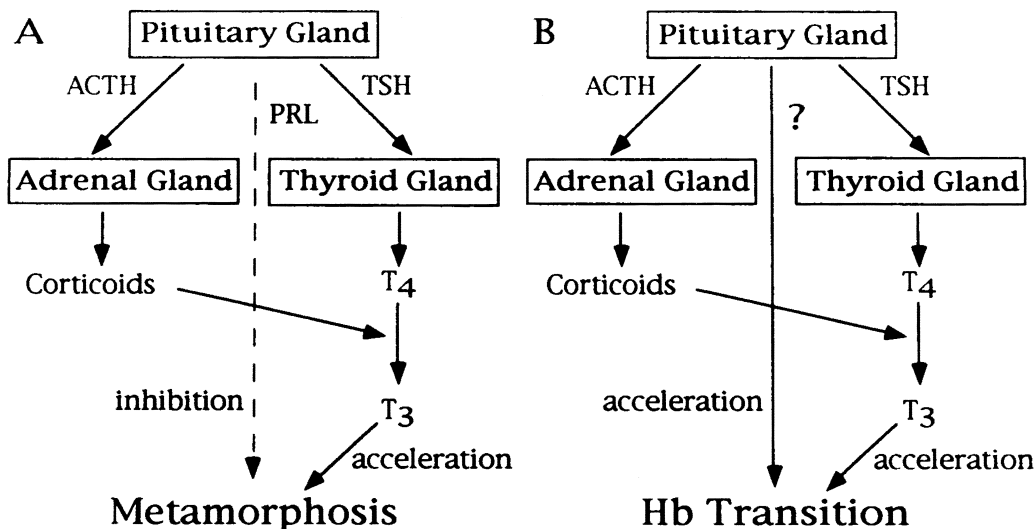 A
Pituitary Gland
ACTH
TSH
PRL
Adrenal Gland
Thyroid Gland
Corticoids
T4
inhibition
T3
acceleration
Metamorphosis
B
Pituitary Gland
ACTH
TSH
?
Adrenal Gland
Thyroid Gland
Corticoids
T4
acceleration
T3
acceleration
Hb Transition